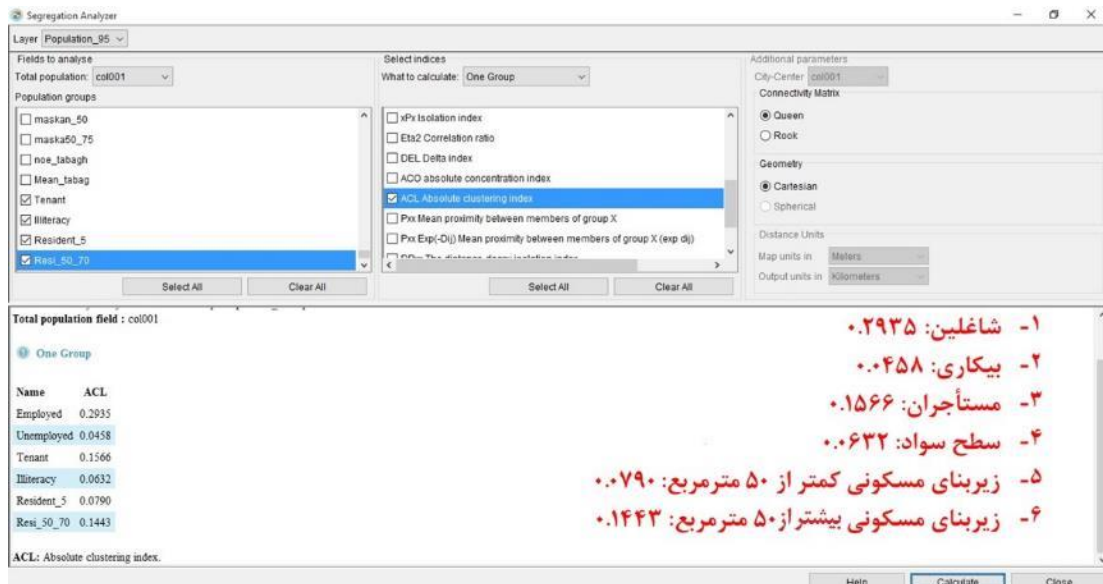 Segregation Analyzer
Layer Population_95
Fields to analyse
Total population: col001
Population groups
maskan_50
maska50_75
noe_tabagh
Mean_tabag
Tenant
Illiteracy
Resident_5
Resi_50_70
Select All Clear All
Select indices
What to calculate: One Group
xPx Isolation index
Eta2 Correlation ratio
DEL Delta index
ACO absolute concentration index
ACL Absolute clustering index
Pxx Mean proximity between members of group X
Pxx Exp(-Dij) Mean proximity between members of group X (exp dij)
Select All Clear All
Additional parameters
City-Center col001
Connectivity Matrix
Queen
Rook
Geometry
Cartesian
Spherical
Distance Units
Map units in Meters
Output units in Kilometers
Total population field : col001
One Group
Name ACL
Employed 0.2935
Unemployed 0.0458
Tenant 0.1566
Illiteracy 0.0632
Resident_5 0.0790
Resi_50_70 0.1443
ACL: Absolute clustering index.
۱- شاغلین: ۰.۲۹۳۵
۲- بیکاری: ۰.۰۴۵۸
۳- مستأجران: ۰.۱۵۶۶
۴- سطح سواد: ۰.۰۶۳۲
۵- زیربنای مسکونی کمتر از ۵۰ مترمربع: ۰.۰۷۹۰
۶- زیربنای مسکونی بیشتراز۵۰ مترمربع: ۰.۱۴۴۳
Help Calculate Close